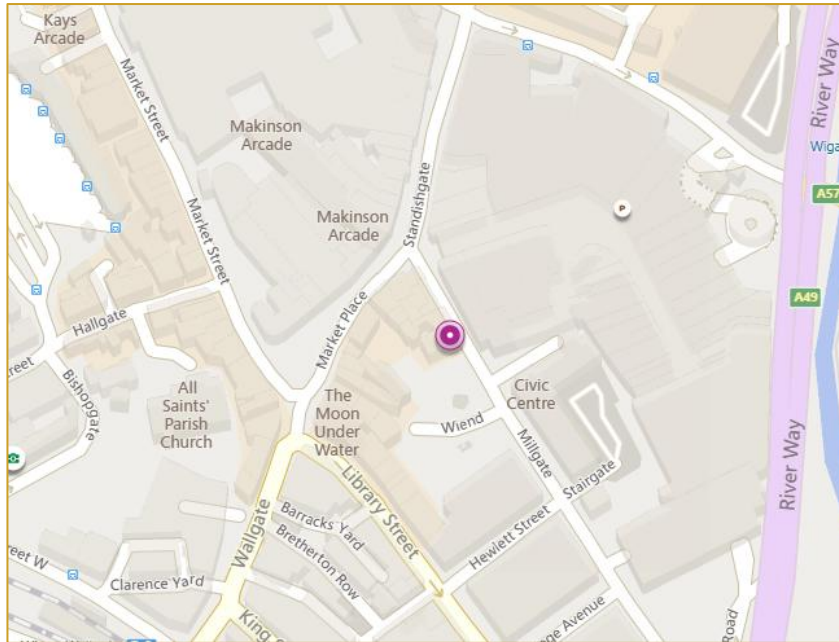 Kays
Arcade
Market Street
Makinson
Arcade
Makinson
Arcade
Market Street
Standishgate
P
River Way
Wiga
A57
A49
Market Place
Hallgate
Bishopgate
All
Saints'
Parish
Church
The
Moon
Under
Water
Civic
Centre
Wiend
Millgate
Stairgate
Library Street
Hewlett Street
Wallgate
Barracks Yard
Bretherton Row
Clarence Yard
River Way
reet W
Road